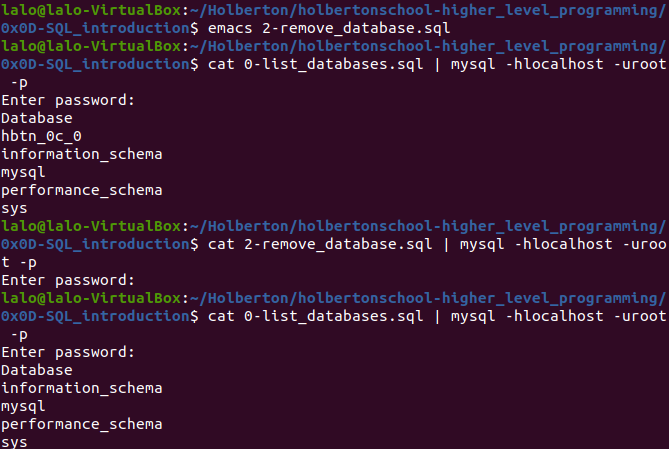 lalo@lalo-VirtualBox:~/Holberton/holbertonschool-higher_level_programming/
0x0D-SQL_introduction$ emacs 2-remove_database.sql
lalo@lalo-VirtualBox:~/Holberton/holbertonschool-higher_level_programming/
0x0D-SQL_introduction$ cat 0-list_databases.sql | mysql -hlocalhost -uroot
 -p
Enter password:
Database
hbtn_0c_0
information_schema
mysql
performance_schema
sys
lalo@lalo-VirtualBox:~/Holberton/holbertonschool-higher_level_programming/
0x0D-SQL_introduction$ cat 2-remove_database.sql | mysql -hlocalhost -uroo
t -p
Enter password:
lalo@lalo-VirtualBox:~/Holberton/holbertonschool-higher_level_programming/
0x0D-SQL_introduction$ cat 0-list_databases.sql | mysql -hlocalhost -uroot
 -p
Enter password:
Database
information_schema
mysql
performance_schema
sys